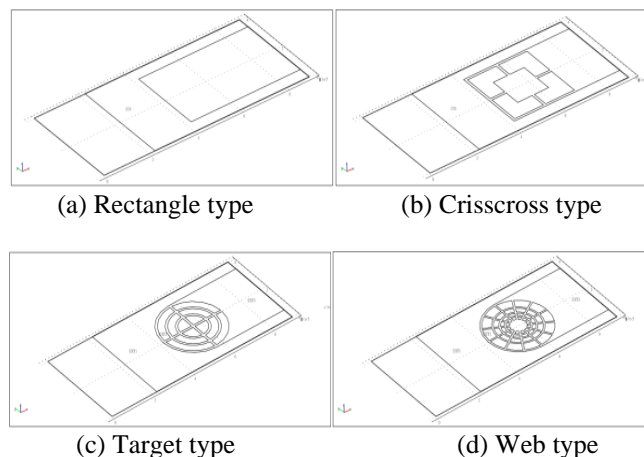 (a) Rectangle type
(b) Crisscross type
(c) Target type
(d) Web type